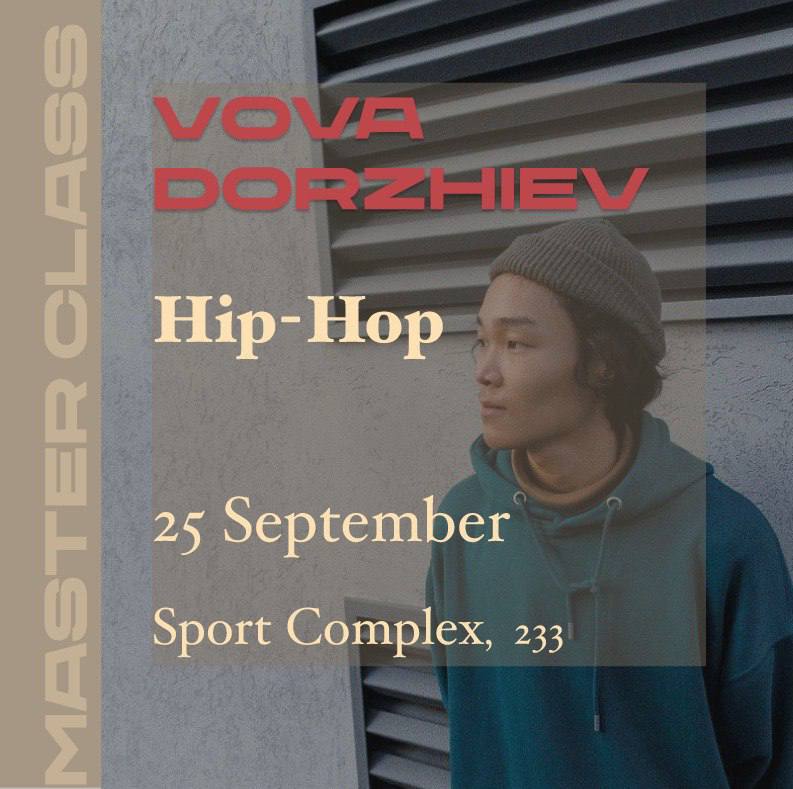 MASTER CLASS
VOVA
DORZHIEV
Hip-Hop
25 September
Sport Complex, 233